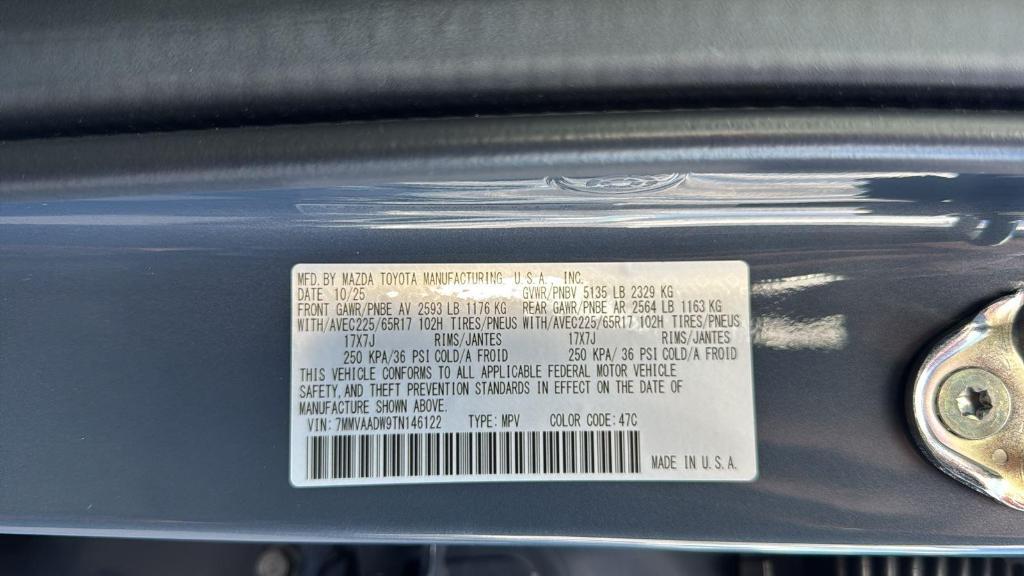 MFD. BY MAZDA TOYOTA MANUFACTURING, U.S.A., INC.
DATE 10/25 GVWR/PNBV 5135 LB 2329 KG
FRONT GAWR/PNBE AV 2593 LB 1176 KG REAR GAWR/PNBE AR 2564 LB 1163 KG
WITH/AVEC225/65R17 102H TIRES/PNEUS WITH/AVEC225/65R17 102H TIRES/PNEUS
17X7J RIMS/JANTES 17X7J RIMS/JANTES
250 KPA/36 PSI COLD/A FROID 250 KPA/36 PSI COLD/A FROID
THIS VEHICLE CONFORMS TO ALL APPLICABLE FEDERAL MOTOR VEHICLE
SAFETY, AND THEFT PREVENTION STANDARDS IN EFFECT ON THE DATE OF
MANUFACTURE SHOWN ABOVE.
VIN: 7MMVAADW9TN146122 TYPE: MPV COLOR CODE: 47C
MADE IN U.S.A.